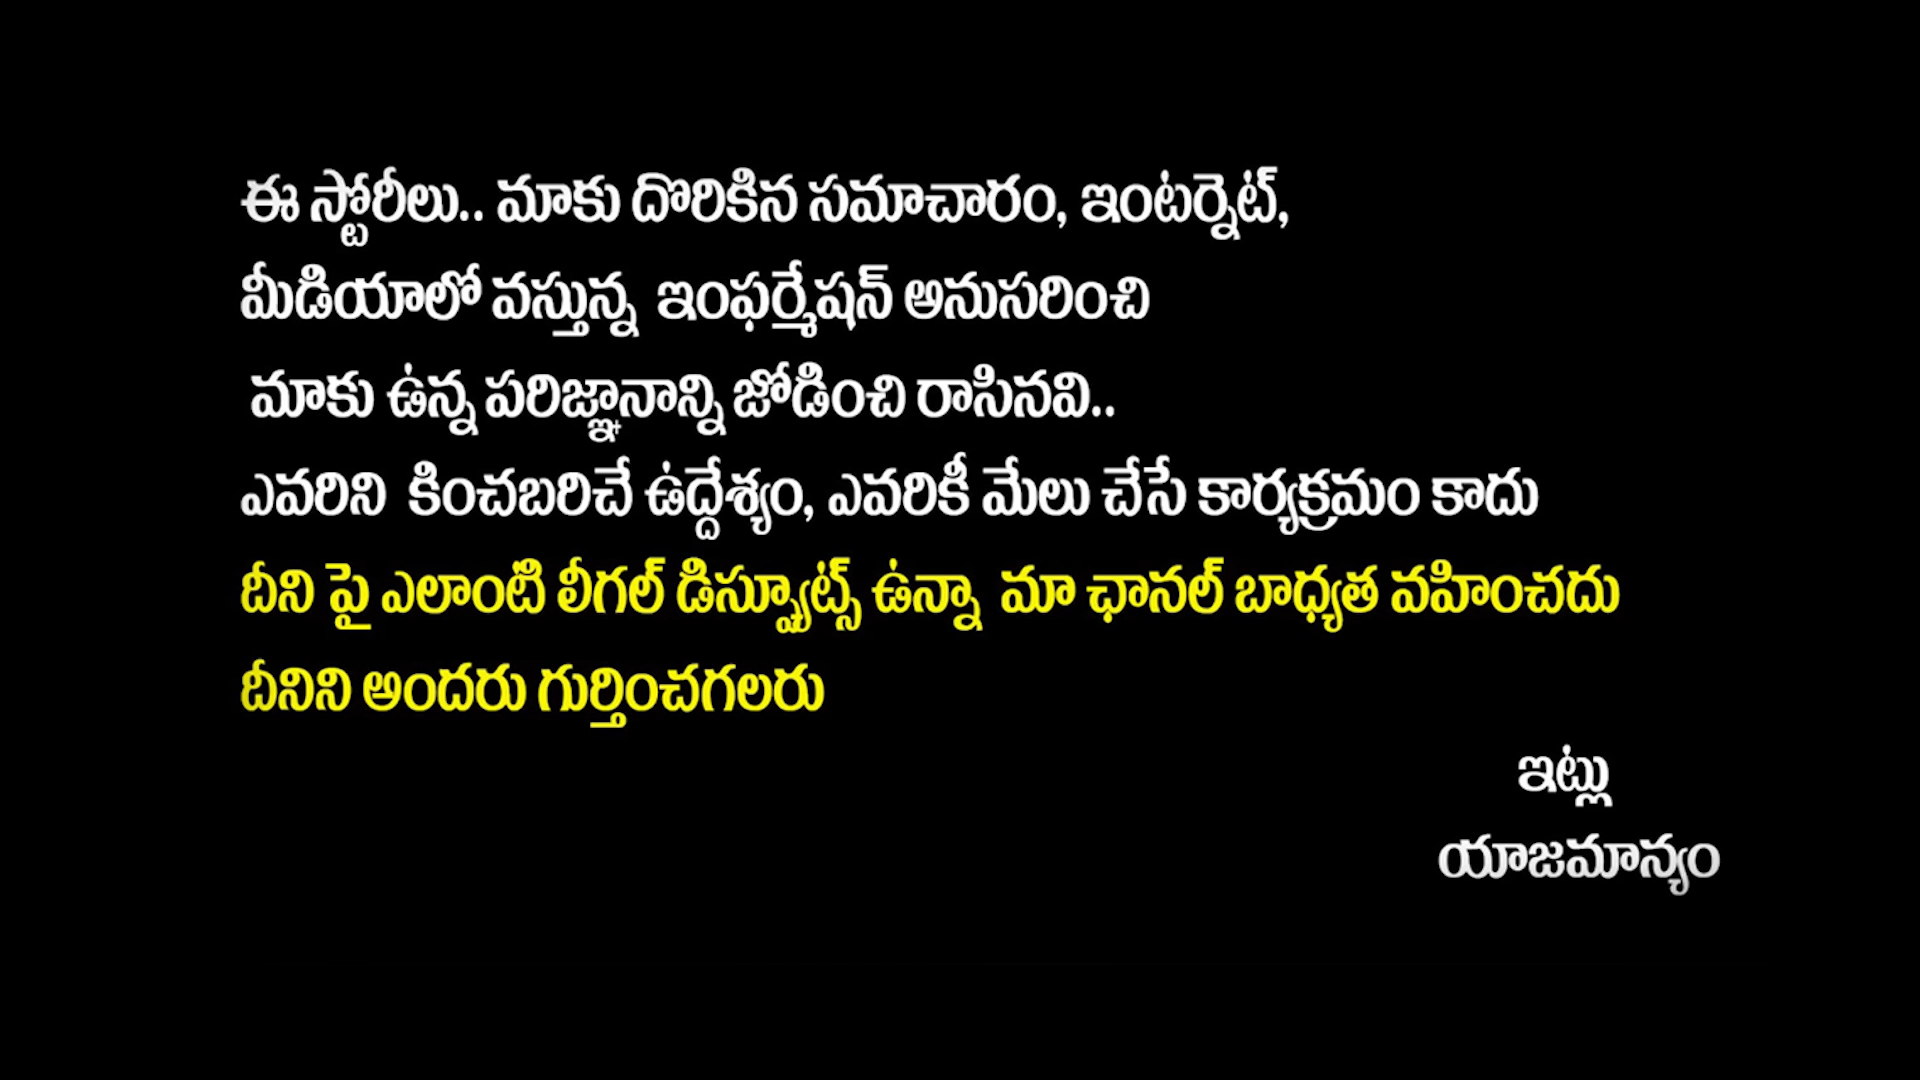 ఈ స్టోరీలు.. మాకు దొరికిన సమాచారం, ఇంటర్నెట్,
మీడియాలో వస్తున్న ఇంఫర్మేషన్ అనుసరించి
మాకు ఉన్న పరిజ్ఞానాన్ని జోడించి రాసినవి..
ఎవరిని కించబరిచే ఉద్దేశ్యం, ఎవరికీ మేలు చేసే కార్యక్రమం కాదు
దీని పై ఎలాంటి లీగల్ డిస్ప్యూట్స్ ఉన్నా మా ఛానల్ బాధ్యత వహించదు
దీనిని అందరు గుర్తించగలరు
ఇట్లు
యాజమాన్యం